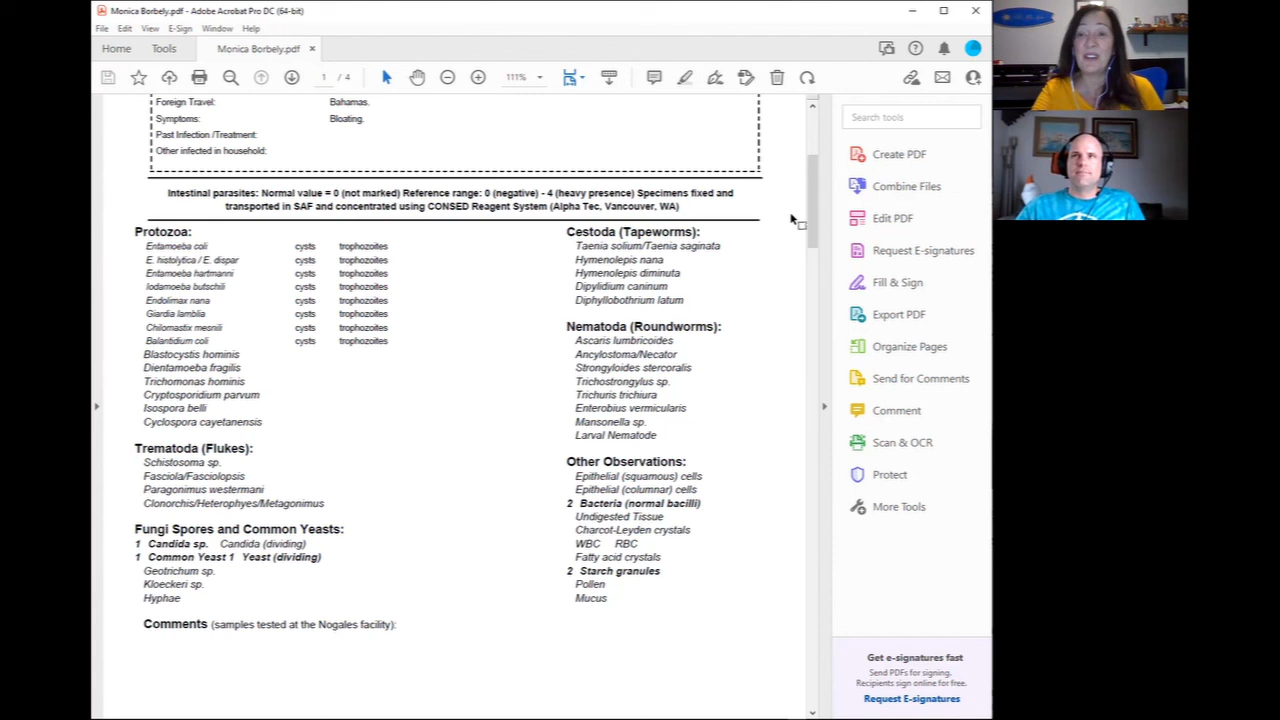 Monica Borbely.pdf - Adobe Acrobat Pro DC (64-bit)
File Edit View E-Sign Window Help
Home Tools Monica Borbely.pdf ×
1 / 4 111%
Foreign Travel: Bahamas.
Symptoms: Bloating.
Past Infection /Treatment:
Other infected in household:
Intestinal parasites: Normal value = 0 (not marked) Reference range: 0 (negative) - 4 (heavy presence) Specimens fixed and
transported in SAF and concentrated using CONSED Reagent System (Alpha Tec, Vancouver, WA)
Protozoa:
Entamoeba coli cysts trophozoites
E. histolytica / E. dispar cysts trophozoites
Entamoeba hartmanni cysts trophozoites
Iodamoeba butschili cysts trophozoites
Endolimax nana cysts trophozoites
Giardia lamblia cysts trophozoites
Chilomastix mesnili cysts trophozoites
Balantidium coli cysts trophozoites
Blastocystis hominis
Dientamoeba fragilis
Trichomonas hominis
Cryptosporidium parvum
Isospora belli
Cyclospora cayetanensis
Trematoda (Flukes):
Schistosoma sp.
Fasciola/Fasciolopsis
Paragonimus westermani
Clonorchis/Heterophyes/Metagonimus
Fungi Spores and Common Yeasts:
1 Candida sp. Candida (dividing)
1 Common Yeast 1 Yeast (dividing)
Geotrichum sp.
Kloeckeri sp.
Hyphae
Comments (samples tested at the Nogales facility):
Cestoda (Tapeworms):
Taenia solium/Taenia saginata
Hymenolepis nana
Hymenolepis diminuta
Dipylidium caninum
Diphyllobothrium latum
Nematoda (Roundworms):
Ascaris lumbricoides
Ancylostoma/Necator
Strongyloides stercoralis
Trichostrongylus sp.
Trichuris trichiura
Enterobius vermicularis
Mansonella sp.
Larval Nematode
Other Observations:
Epithelial (squamous) cells
Epithelial (columnar) cells
2 Bacteria (normal bacilli)
Undigested Tissue
Charcot-Leyden crystals
WBC RBC
Fatty acid crystals
2 Starch granules
Pollen
Mucus
Search tools
Create PDF
Combine Files
Edit PDF
Request E-signatures
Fill & Sign
Export PDF
Organize Pages
Send for Comments
Comment
Scan & OCR
Protect
More Tools
Get e-signatures fast
Send PDFs for signing.
Recipients sign online for free.
Request E-signatures